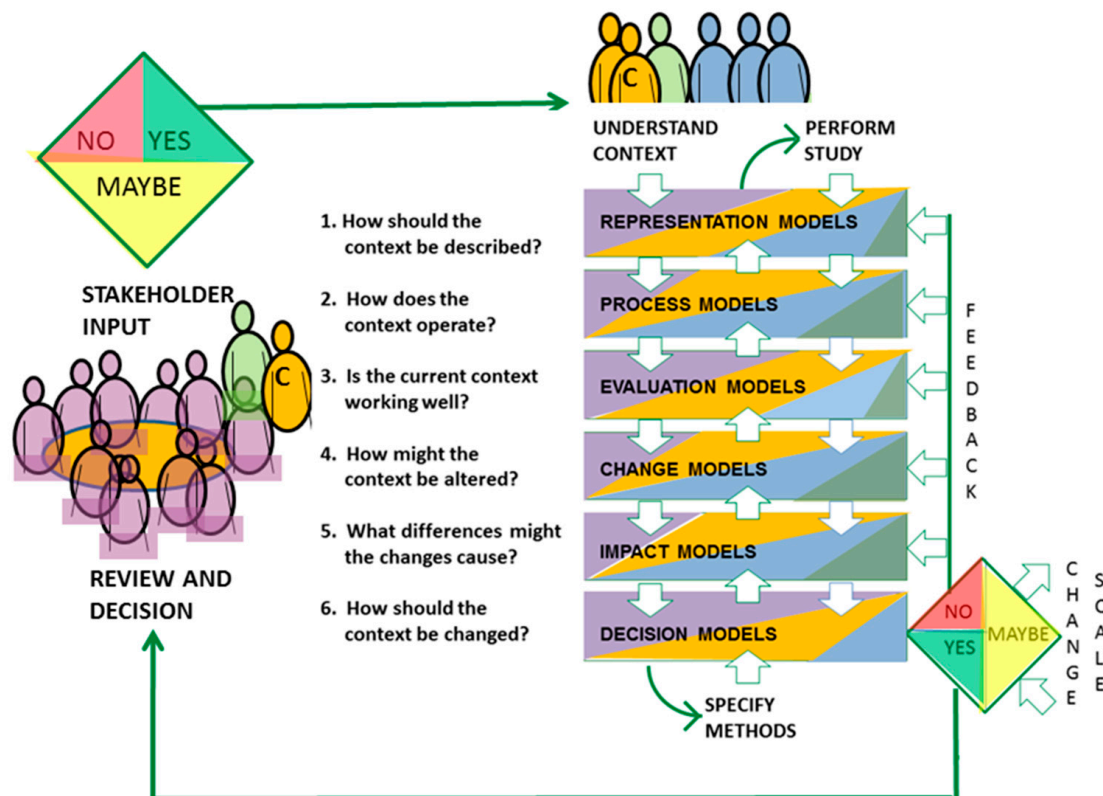 NO YES
MAYBE
STAKEHOLDER
INPUT
C
REVIEW AND
DECISION
1. How should the
context be described?
2. How does the
context operate?
3. Is the current context
working well?
4. How might the
context be altered?
5. What differences might
the changes cause?
6. How should the
context be changed?
C
UNDERSTAND
CONTEXT
PERFORM
STUDY
REPRESENTATION MODELS
PROCESS MODELS
EVALUATION MODELS
CHANGE MODELS
IMPACT MODELS
DECISION MODELS
SPECIFY
METHODS
FEEDBACK
NO
YES
MAYBE
CHANGE
SCALE